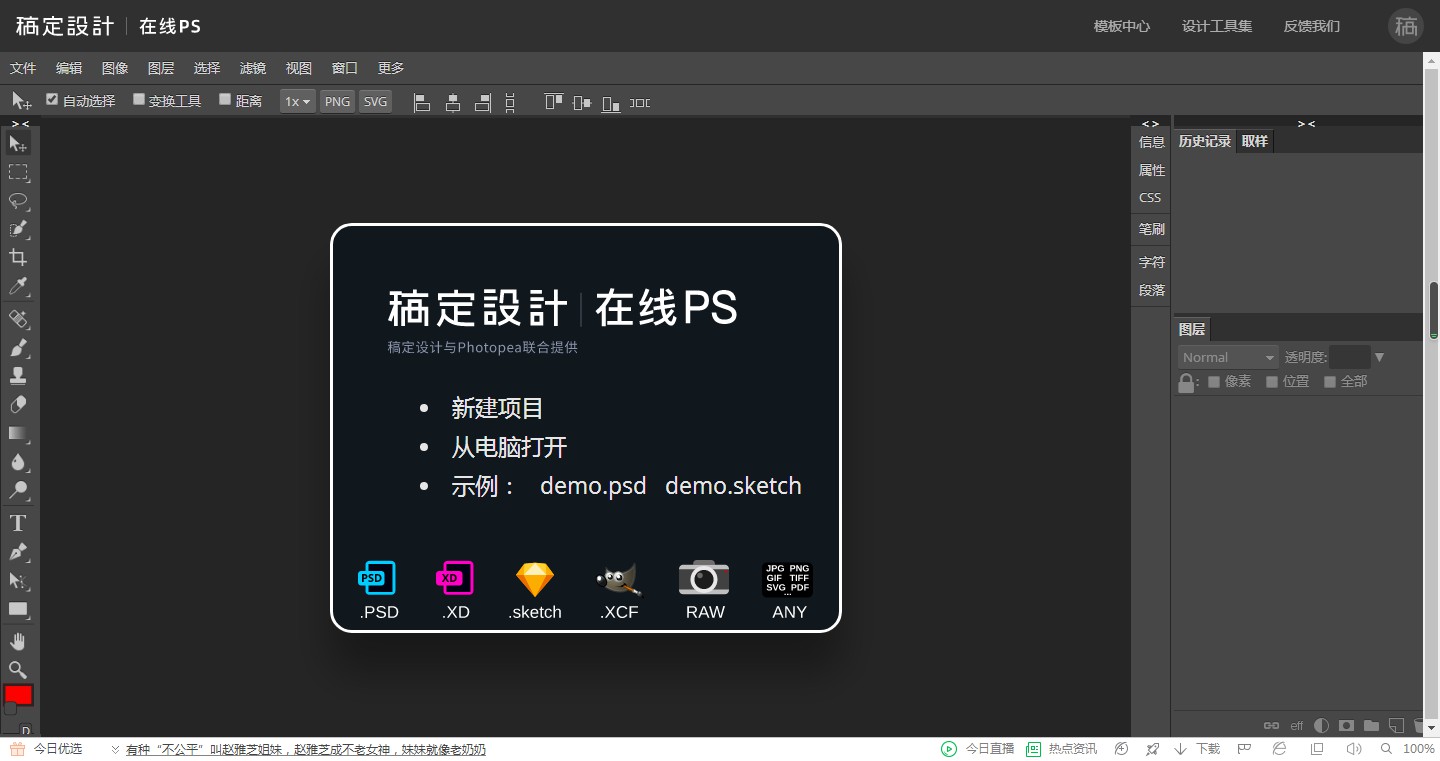 稿定設計 在线PS 模板中心 设计工具集 反馈我们 稿
文件 编辑 图像 图层 选择 滤镜 视图 窗口 更多
自动选择 变换工具 距离 1x PNG SVG
> < < > > <
信息
属性
CSS
笔刷
字符
段落
历史记录 取样
稿定設計 在线PS
稿定设计与Photopea联合提供
新建项目
从电脑打开
示例： demo.psd demo.sketch
PSD XD JPG PNG
GIF TIFF
SVG PDF
...
.PSD .XD .sketch .XCF RAW ANY
图层
Normal 透明度:
: 像素 位置 全部
T
D
eff
今日优选 有种“不公平”叫赵雅芝姐妹，赵雅芝成不老女神，妹妹就像老奶奶 今日直播 热点资讯 下载 100%